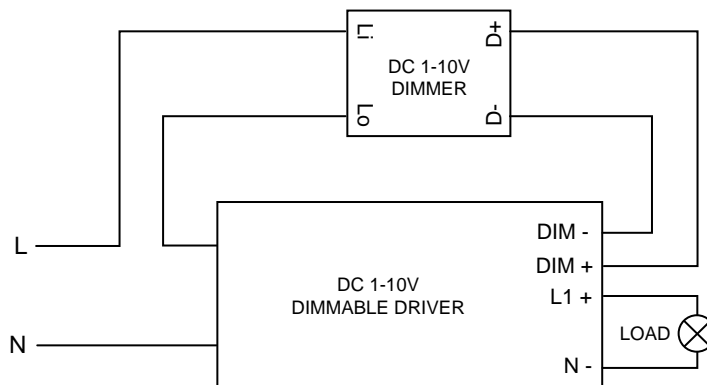 Li
D+
DC 1-10V
DIMMER
Lo
D-
L
DIM -
DIM +
DC 1-10V
DIMMABLE DRIVER
L1 +
LOAD
N
N -